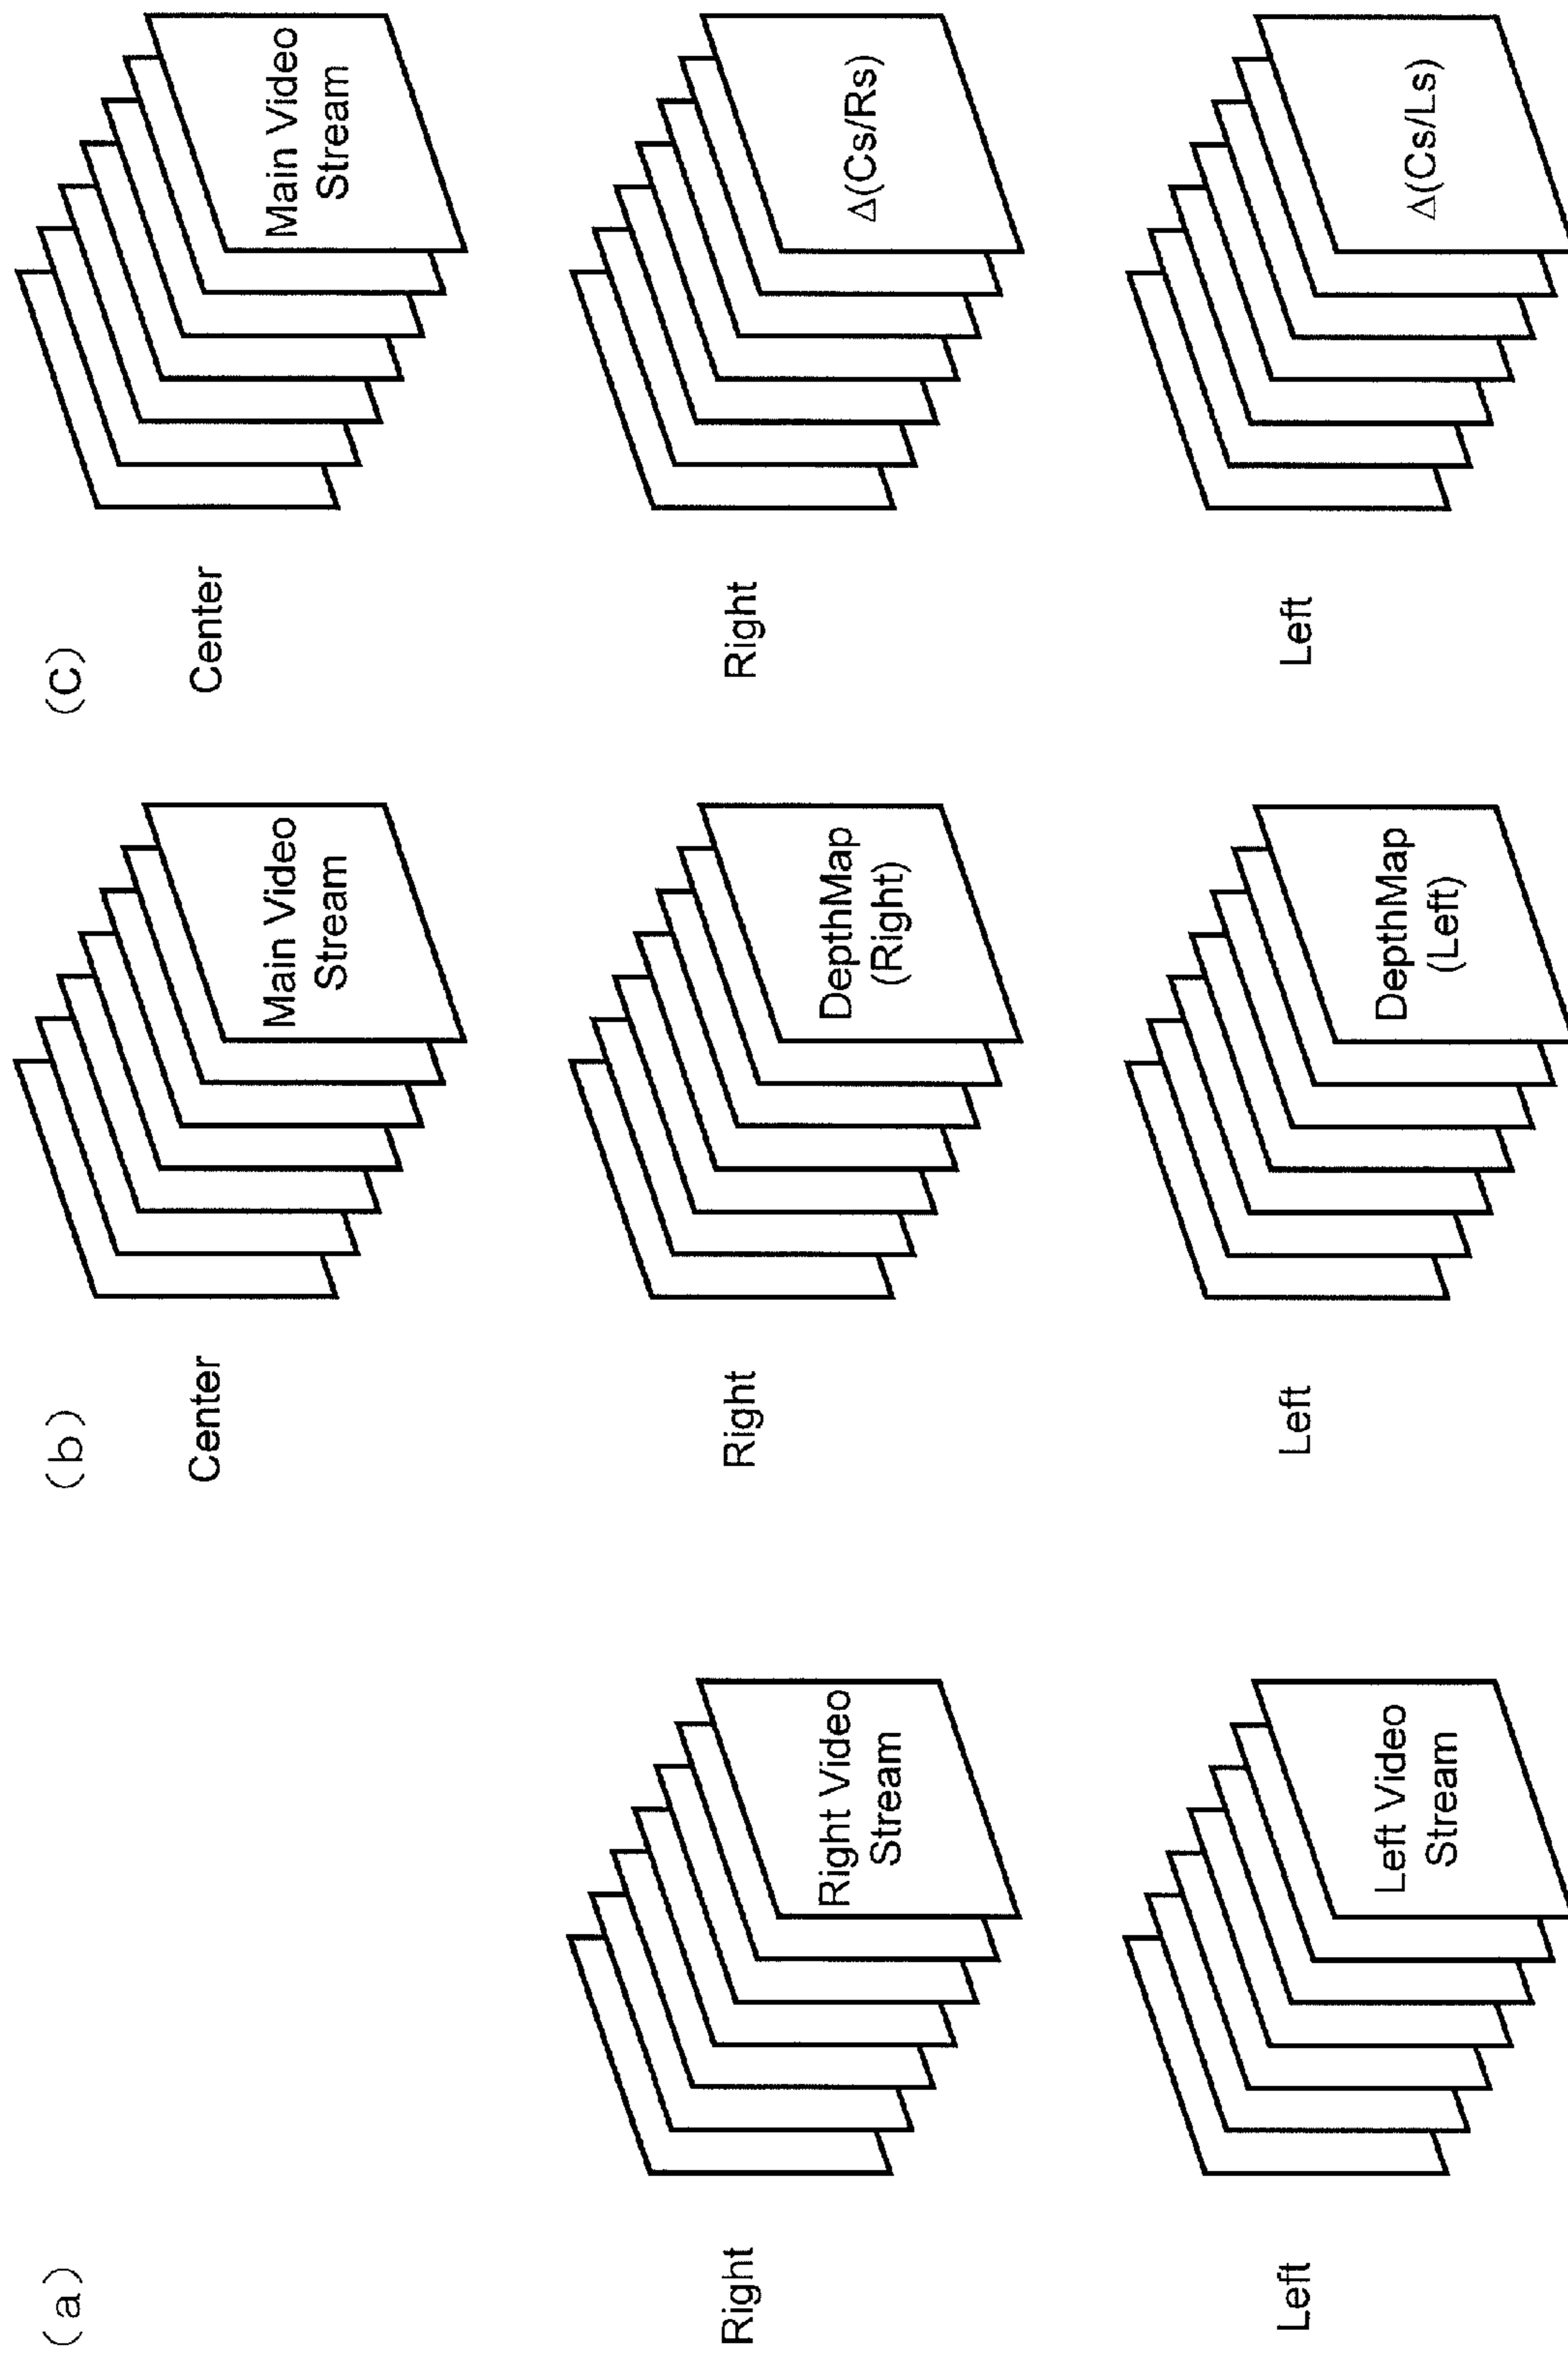 (a)
Right
Right Video
Stream
Left
Left Video
Stream
(b)
Center
Main Video
Stream
Right
DepthMap
(Right)
Left
DepthMap
(Left)
(C)
Center
Main Video
Stream
Right
Δ(Cs/Rs)
Left
Δ(Cs/Ls)